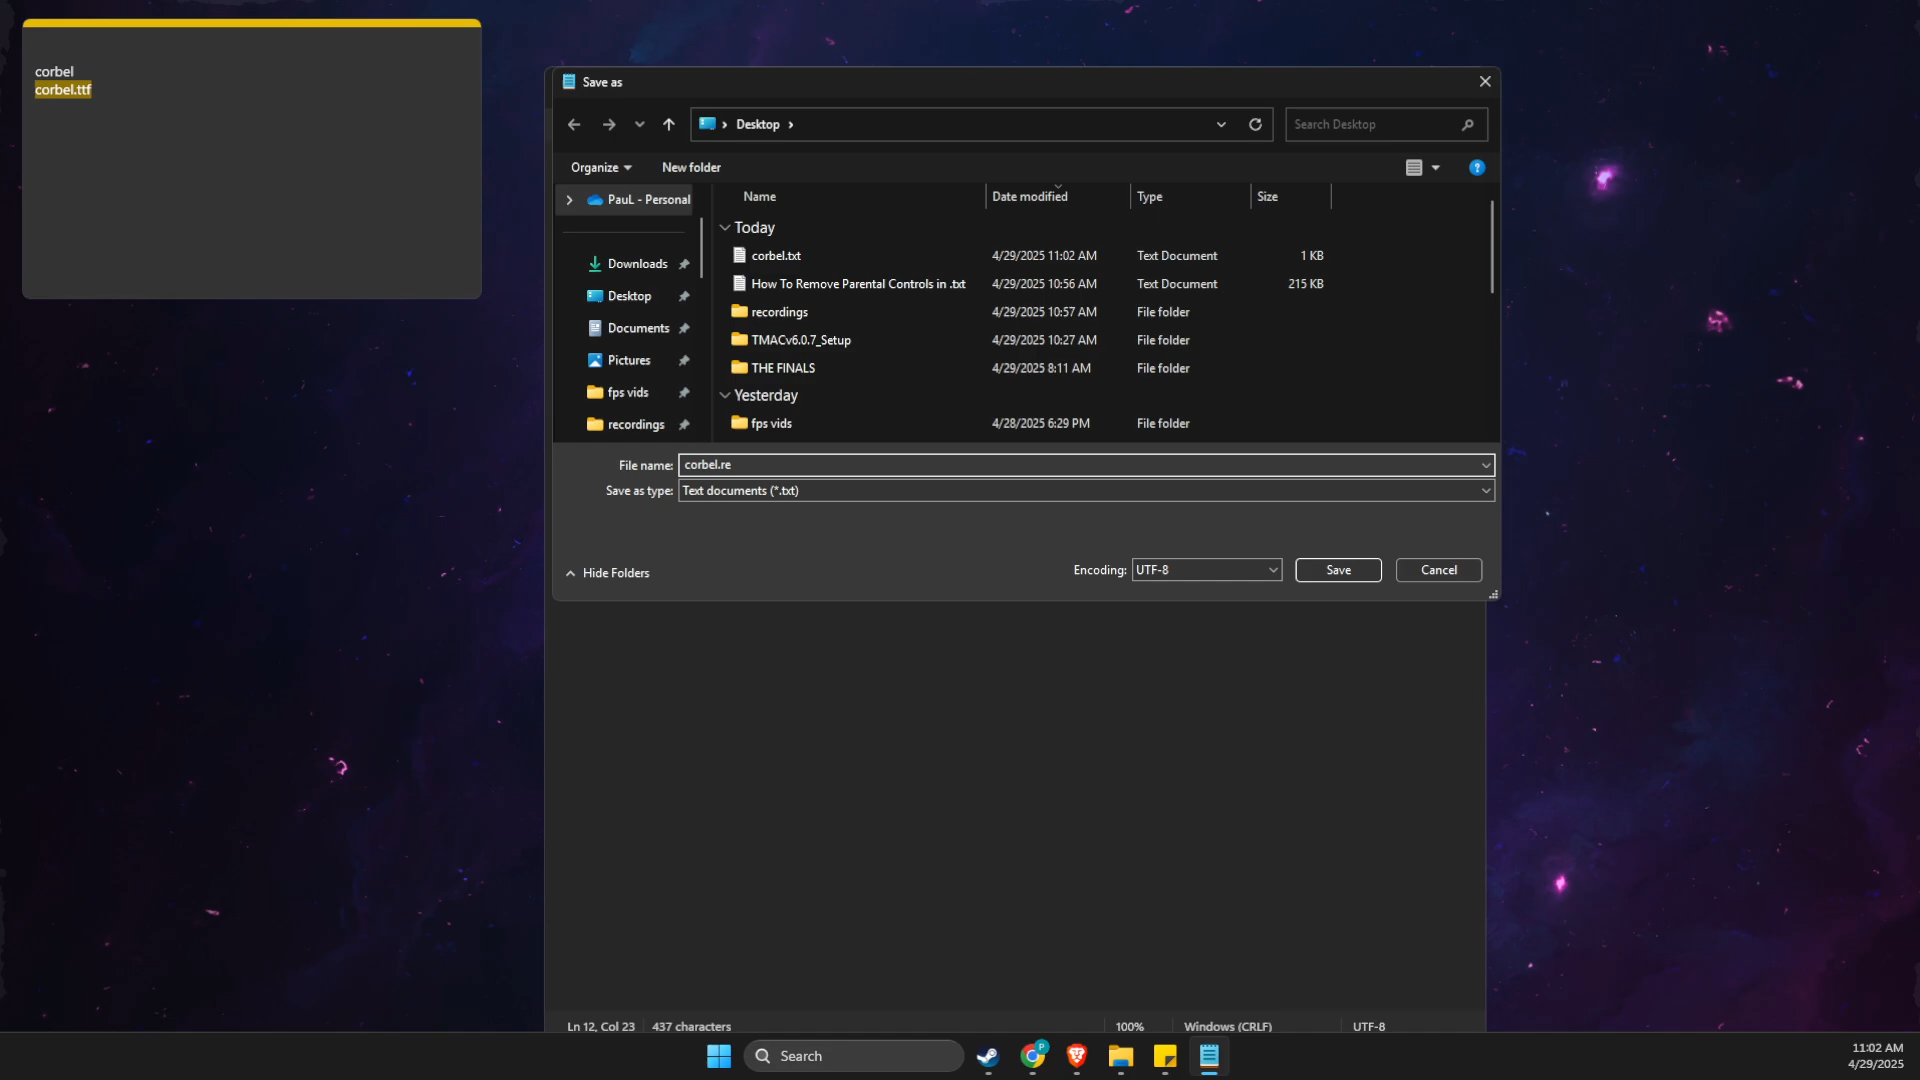 corbel
corbel.ttf
Save as
Desktop
Search Desktop
Organize
New folder
PauL - Personal
Downloads
Desktop
Documents
Pictures
fps vids
recordings
Name
Date modified
Type
Size
Today
corbel.txt
4/29/2025 11:02 AM
Text Document
1 KB
How To Remove Parental Controls in .txt
4/29/2025 10:56 AM
Text Document
215 KB
recordings
4/29/2025 10:57 AM
File folder
TMACv6.0.7_Setup
4/29/2025 10:27 AM
File folder
THE FINALS
4/29/2025 8:11 AM
File folder
Yesterday
fps vids
4/28/2025 6:29 PM
File folder
File name:
corbel.re
Save as type:
Text documents (*.txt)
Hide Folders
Encoding:
UTF-8
Save
Cancel
Ln 12, Col 23
437 characters
100%
Windows (CRLF)
UTF-8
Search
P
11:02 AM
4/29/2025